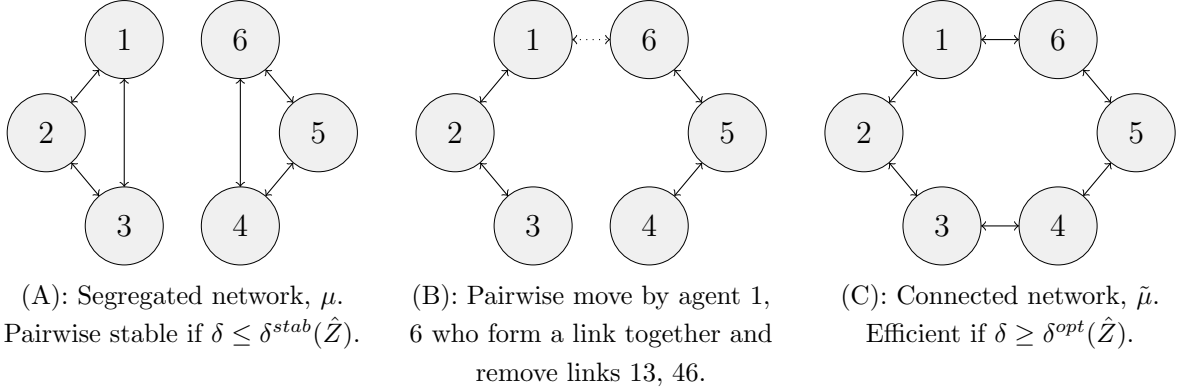 1 6 1 6 1 6
2 5 2 5 2 5
3 4 3 4 3 4
(A): Segregated network, μ.
Pairwise stable if δ ≤ δ^{stab}(Ẑ).
(B): Pairwise move by agent 1,
6 who form a link together and
remove links 13, 46.
(C): Connected network, μ̃.
Efficient if δ ≥ δ^{opt}(Ẑ).